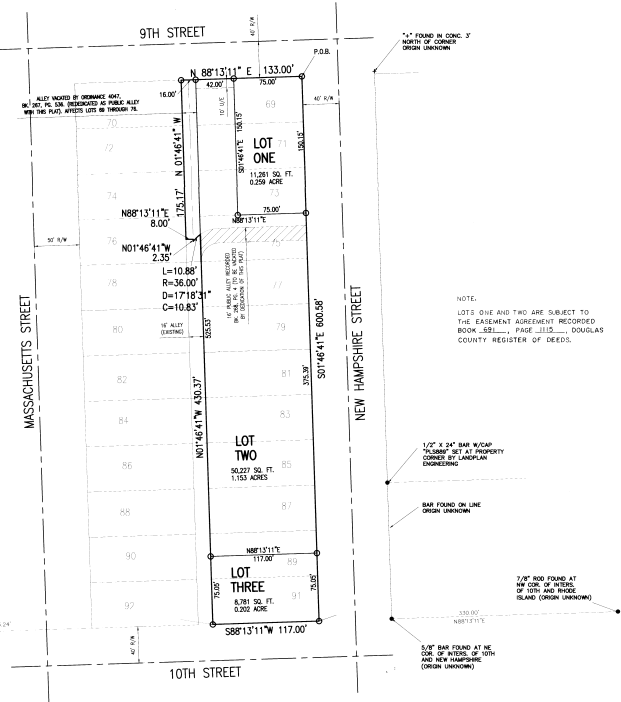 9TH STREET
40' R/W
"+" FOUND IN CONC. 3'
NORTH OF CORNER
ORIGIN UNKNOWN
P.O.B.
N 88°13'11" E 133.00'
16.00'
42.00'
75.00'
ALLEY VACATED BY ORDINANCE 4047,
BK. 267, PG. 536. (REDEDICATED AS PUBLIC ALLEY
WITH THIS PLAT). AFFECTS LOTS 69 THROUGH 76.
40' R/W
10' U/E
69
70
71
72
73
74
75
76
77
78
79
80
81
82
83
84
85
86
87
88
89
90
91
92
N 01°46'41" W
175.17'
S01°46'41"E
150.15'
150.15'
LOT
ONE
11,261 SQ. FT.
0.259 ACRE
75.00'
N88°13'11"E
N88°13'11"E
8.00'
N01°46'41"W
2.35'
50' R/W
L=10.88'
R=36.00'
D=17°18'31"
C=10.83'
16' ALLEY
(EXISTING)
16' PUBLIC ALLEY RECORDED
BK. 268, PG. 4 (TO BE VACATED
BY DEDICATION OF THIS PLAT)
525.53'
N01°46'41"W 430.37'
S01°46'41"E 600.58'
375.39'
MASSACHUSETTS STREET
NEW HAMPSHIRE STREET
NOTE:
LOTS ONE AND TWO ARE SUBJECT TO
THE EASEMENT AGREEMENT RECORDED
BOOK 691, PAGE 1115, DOUGLAS
COUNTY REGISTER OF DEEDS.
LOT
TWO
50,227 SQ. FT.
1.153 ACRES
1/2" X 24" BAR W/CAP
"PLS889" SET AT PROPERTY
CORNER BY LANDPLAN
ENGINEERING
BAR FOUND ON LINE
ORIGIN UNKNOWN
N88°13'11"E
117.00'
LOT
THREE
8,781 SQ. FT.
0.202 ACRE
75.05'
75.05'
S88°13'11"W 117.00'
40' R/W
10TH STREET
7/8" ROD FOUND AT
NW COR. OF INTERS.
OF 10TH AND RHODE
ISLAND (ORIGIN UNKNOWN)
330.00'
N88°13'11"E
5/8" BAR FOUND AT NE
COR. OF INTERS. OF 10TH
AND NEW HAMPSHIRE
(ORIGIN UNKNOWN)